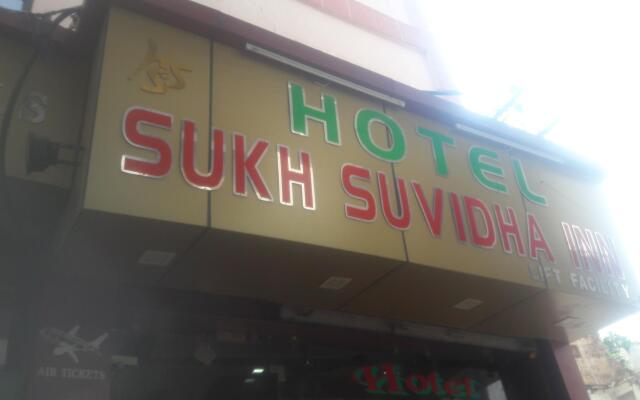 HOTEL
SUKH SUVIDHA INN
LIFT FACILITY
AIR TICKETS
Hotel